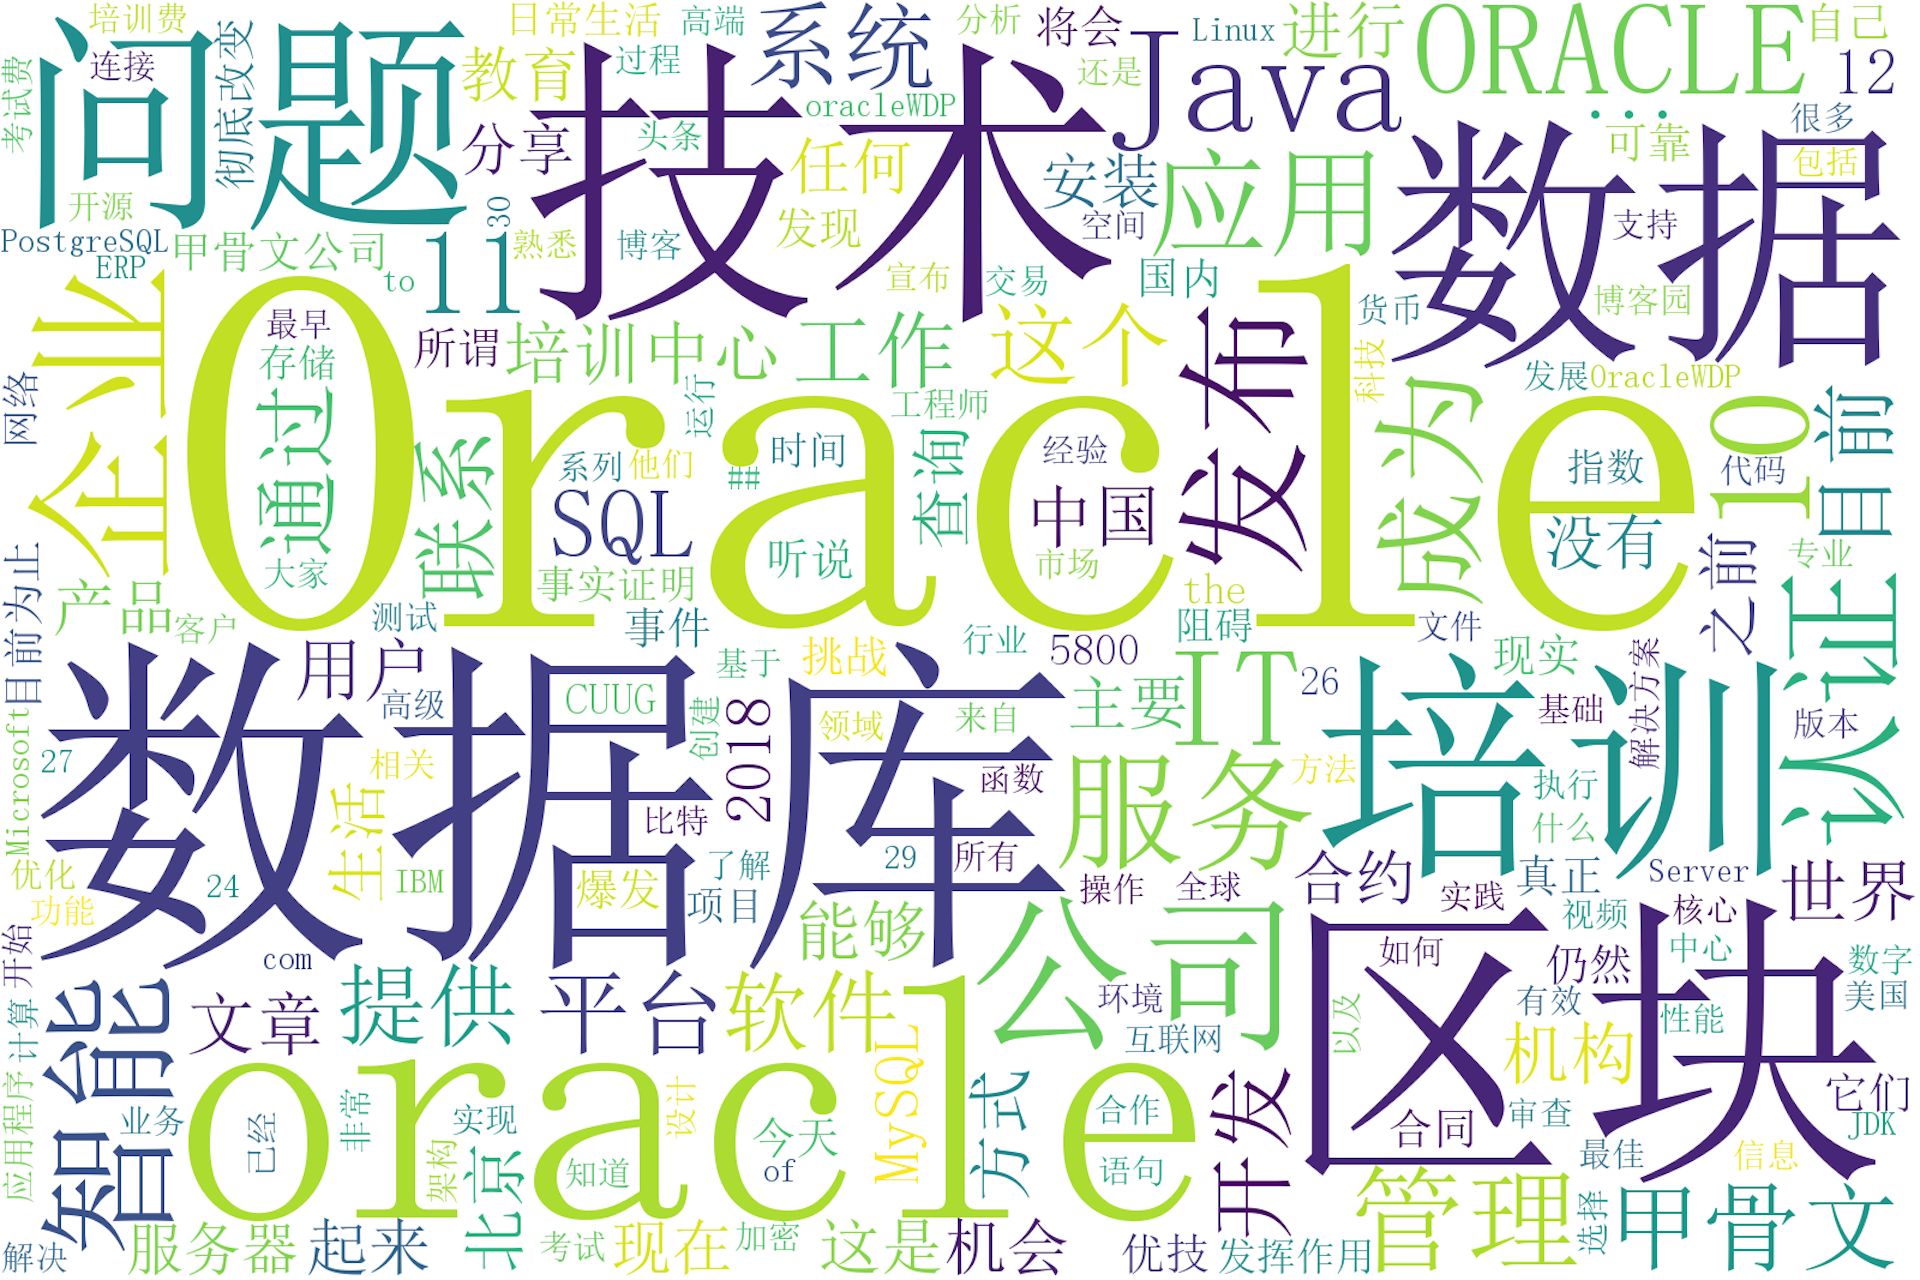 培训费
日常生活
高端
分析
将会
Linux
进行
ORACLE
自己
考试费
连接
问题
彻底改变
教育
过程
系统
还是
Java
12
...
很多
oracleWDP
头条
分享
技术
任何
安装
应用
可靠
数据
包括
开源
30
PostgreSQL
ERP
甲骨文公司
to
11
熟悉
博客
发现
宣布
交易
空间
国内
支持
货币
博客园
企业
Oracle
最早
存储
所谓
培训中心
工作
这个
发布
科技
发展
OracleWDP
网络
通过
大家
联系
运行
系列
他们
##
时间
工程师
查询
经验
中国
成为
指数
代码
10
目前
SQL
听说
市场
没有
之前
专业
认证
目前为止
产品
客户
测试
事实证明
事件
the
阻碍
文件
数据库
用户
高级
CUUG
基于
创建
挑战
行业
5800
现实
主要
IT
26
培训
基础
解决方案
版本
Microsoft
27
相关
领域
来自
2018
函数
服务
方法
执行
什么
优化
功能
24
生活
IBM
比特
了解
爆发
项目
29
所有
操作
全球
合约
实践
真正
视频
Server
核心
世界
开始
com
能够
公司
区块
如何
仍然
中心
数字
美国
智能
文章
提供
平台
软件
环境
互联网
以及
有效
性能
机构
计算
应用程序
业务
已经
oracle
非常
实现
架构
设计
知道
今天
of
MySQL
方式
合作
语句
开发
合同
审查
最佳
信息
它们
JDK
解决
服务器
起来
北京
考试
现在
加密
这是
机会
优技
发挥作用
管理
选择
甲骨文